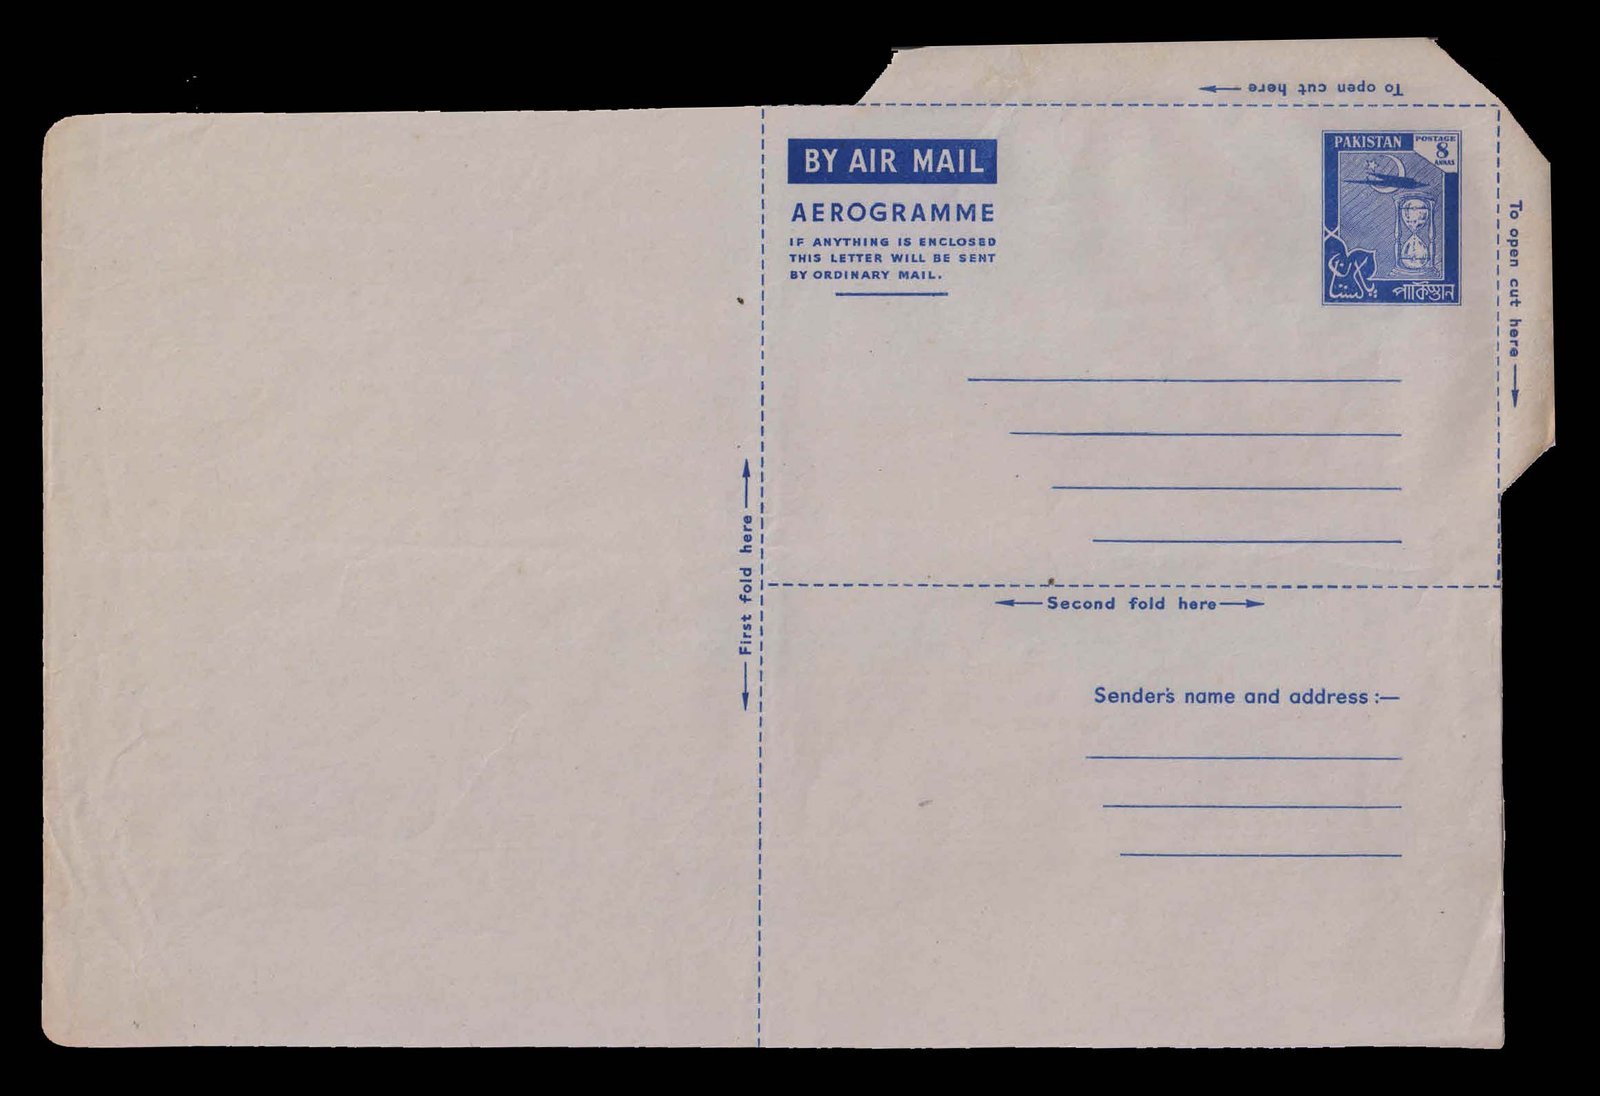 To open cut here
BY AIR MAIL
AEROGRAMME
IF ANYTHING IS ENCLOSED
THIS LETTER WILL BE SENT
BY ORDINARY MAIL.
PAKISTAN
POSTAGE
8
ANNAS
پاکستان
পাকিস্তান
To open cut here
First fold here
Second fold here
Sender's name and address :—